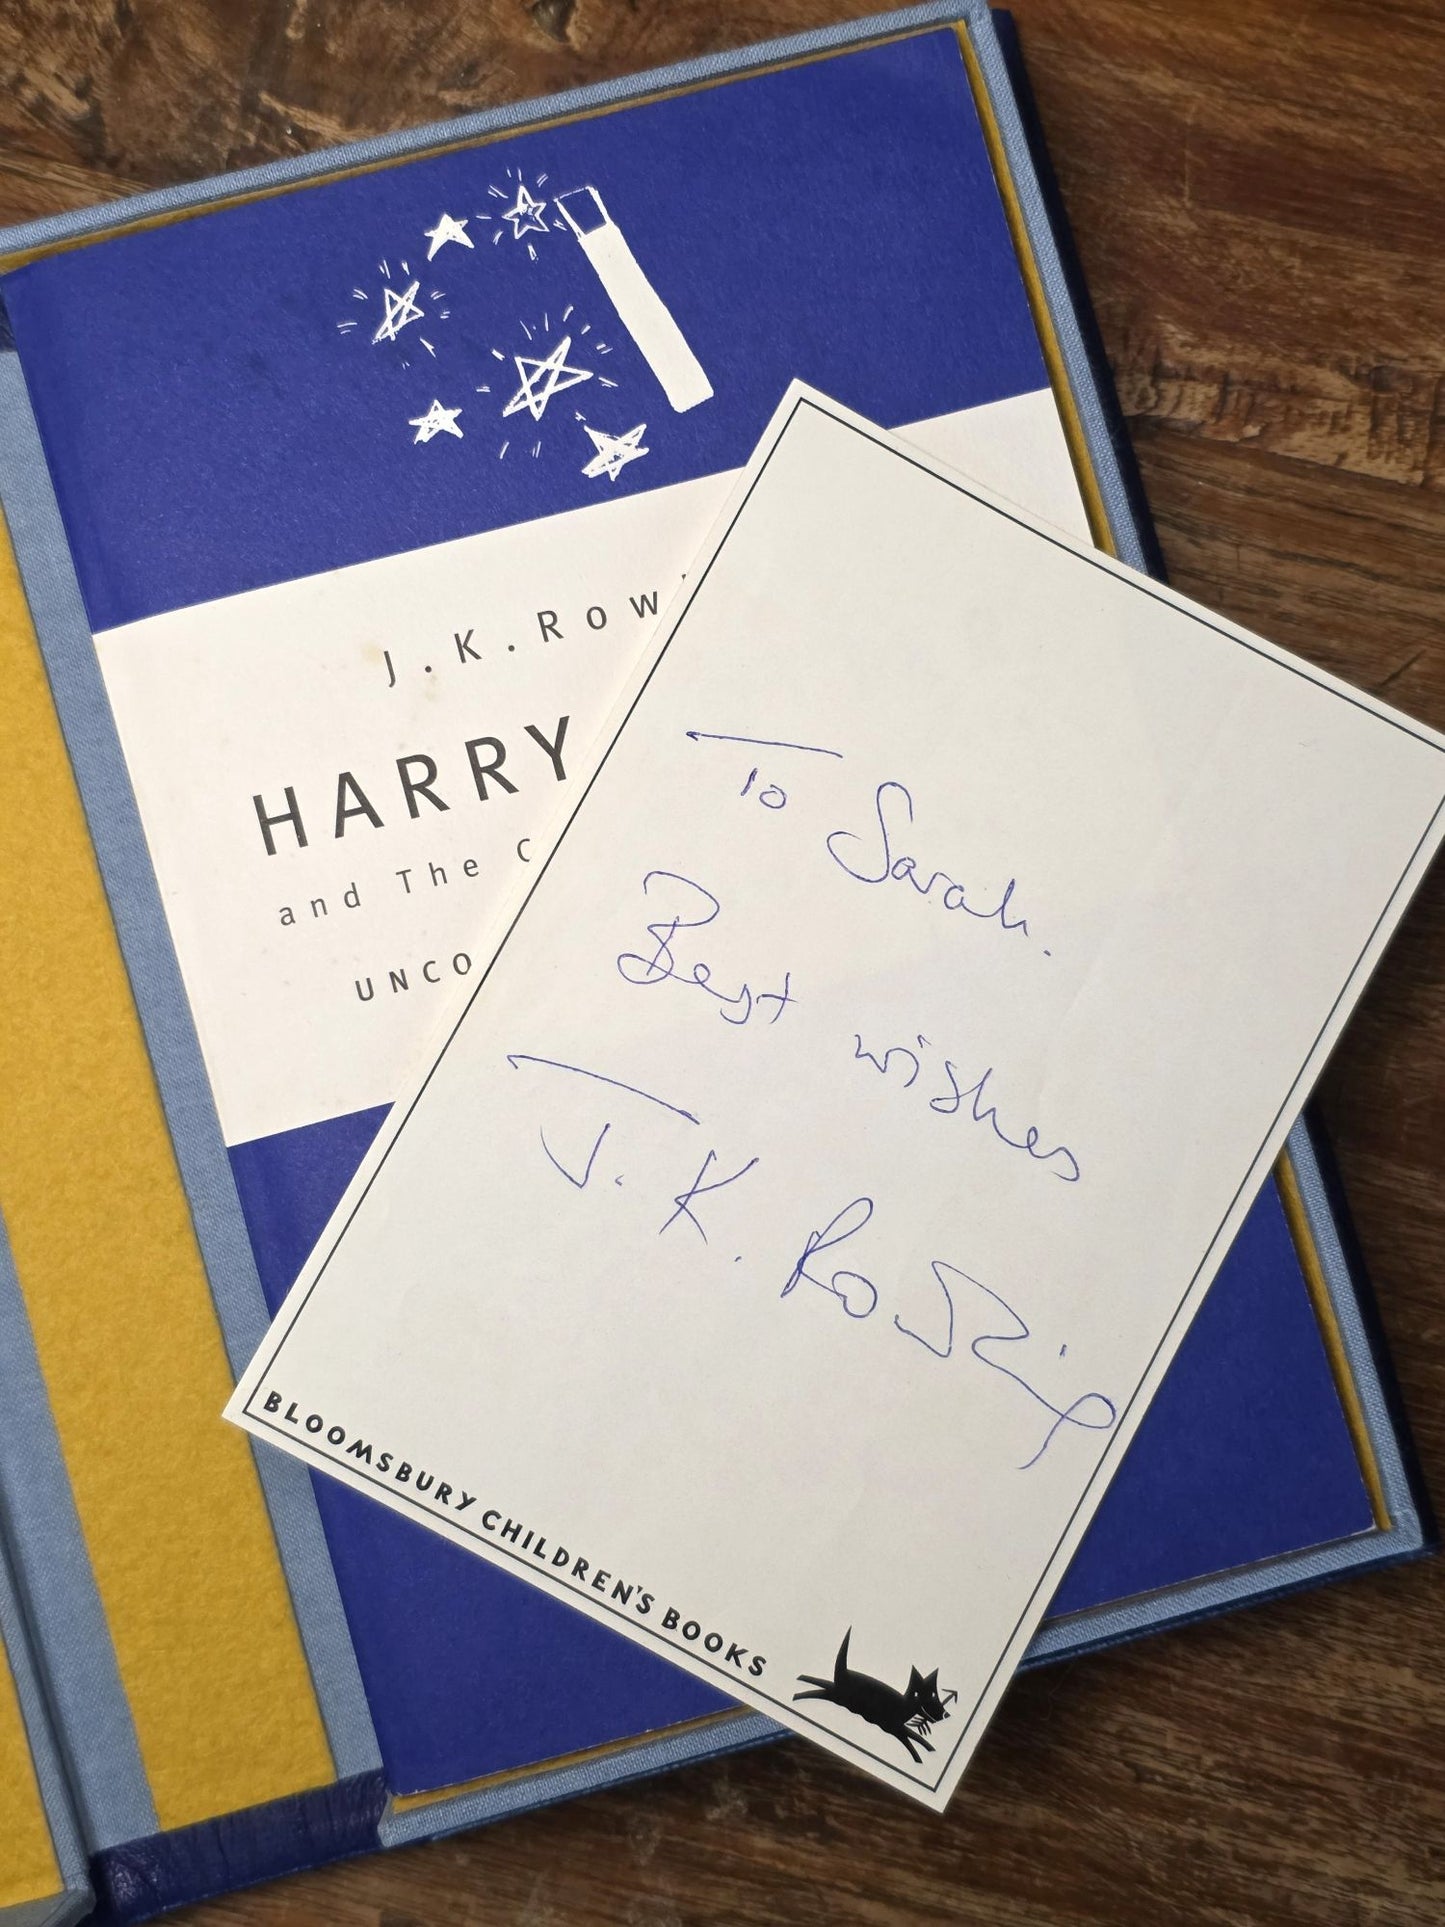 J.K.Row
HARRY
and The C
UNCO
To Sarah.
Best wishes
J. K. Rowling
BLOOMSBURY CHILDREN'S BOOKS